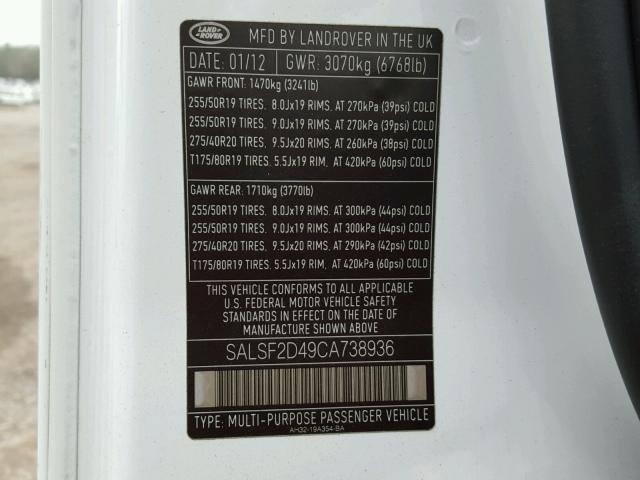 LAND ROVER
MFD BY LANDROVER IN THE UK
DATE: 01/12 GWR: 3070kg (6768lb)
GAWR FRONT: 1470kg (3241lb)
255/50R19 TIRES. 8.0Jx19 RIMS. AT 270kPa (39psi) COLD
255/50R19 TIRES. 9.0Jx19 RIMS. AT 270kPa (39psi) COLD
275/40R20 TIRES. 9.5Jx20 RIMS. AT 260kPa (38psi) COLD
T175/80R19 TIRES. 5.5Jx19 RIM. AT 420kPa (60psi) COLD
GAWR REAR: 1710kg (3770lb)
255/50R19 TIRES. 8.0Jx19 RIMS. AT 300kPa (44psi) COLD
255/50R19 TIRES. 9.0Jx19 RIMS. AT 300kPa (44psi) COLD
275/40R20 TIRES. 9.5Jx20 RIMS. AT 290kPa (42psi) COLD
T175/80R19 TIRES. 5.5Jx19 RIM. AT 420kPa (60psi) COLD
THIS VEHICLE CONFORMS TO ALL APPLICABLE
U.S. FEDERAL MOTOR VEHICLE SAFETY
STANDARDS IN EFFECT ON THE DATE OF
MANUFACTURE SHOWN ABOVE
SALSF2D49CA738936
TYPE: MULTI-PURPOSE PASSENGER VEHICLE
AH32-19A354-BA